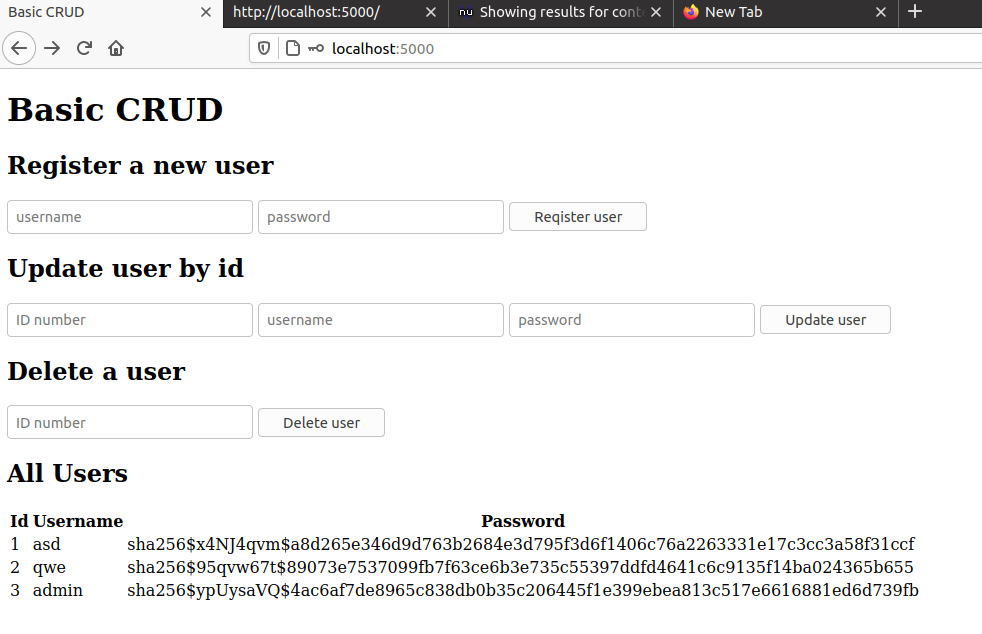 Basic CRUD
http://localhost:5000/
nu Showing results for cont
New Tab
localhost:5000
Basic CRUD
Register a new user
username password Register user
Update user by id
ID number username password Update user
Delete a user
ID number Delete user
All Users
Id Username Password
1 asd sha256$x4NJ4qvm$a8d265e346d9d763b2684e3d795f3d6f1406c76a2263331e17c3cc3a58f31ccf
2 qwe sha256$95qvw67t$89073e7537099fb7f63ce6b3e735c55397ddfd4641c6c9135f14ba024365b655
3 admin sha256$ypUysaVQ$4ac6af7de8965c838db0b35c206445f1e399ebea813c517e6616881ed6d739fb